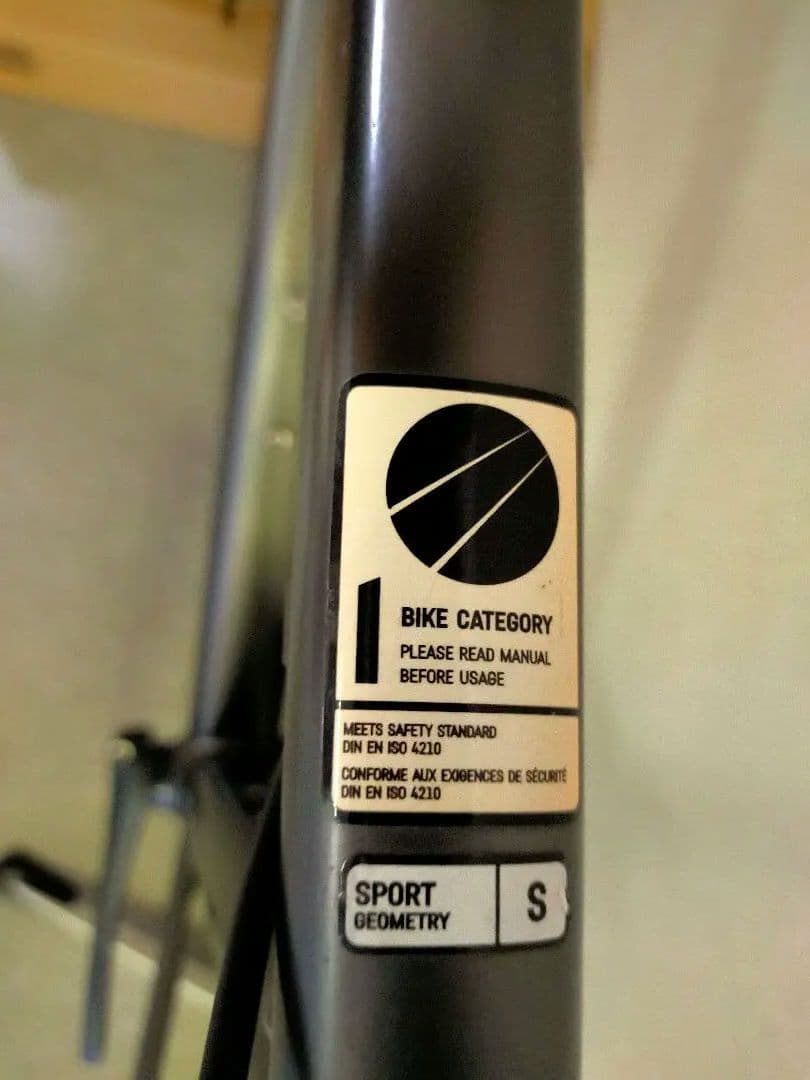 1
BIKE CATEGORY
PLEASE READ MANUAL
BEFORE USAGE
MEETS SAFETY STANDARD
DIN EN ISO 4210
CONFORME AUX EXIGENCES DE SÉCURITÉ
DIN EN ISO 4210
SPORT
GEOMETRY
S